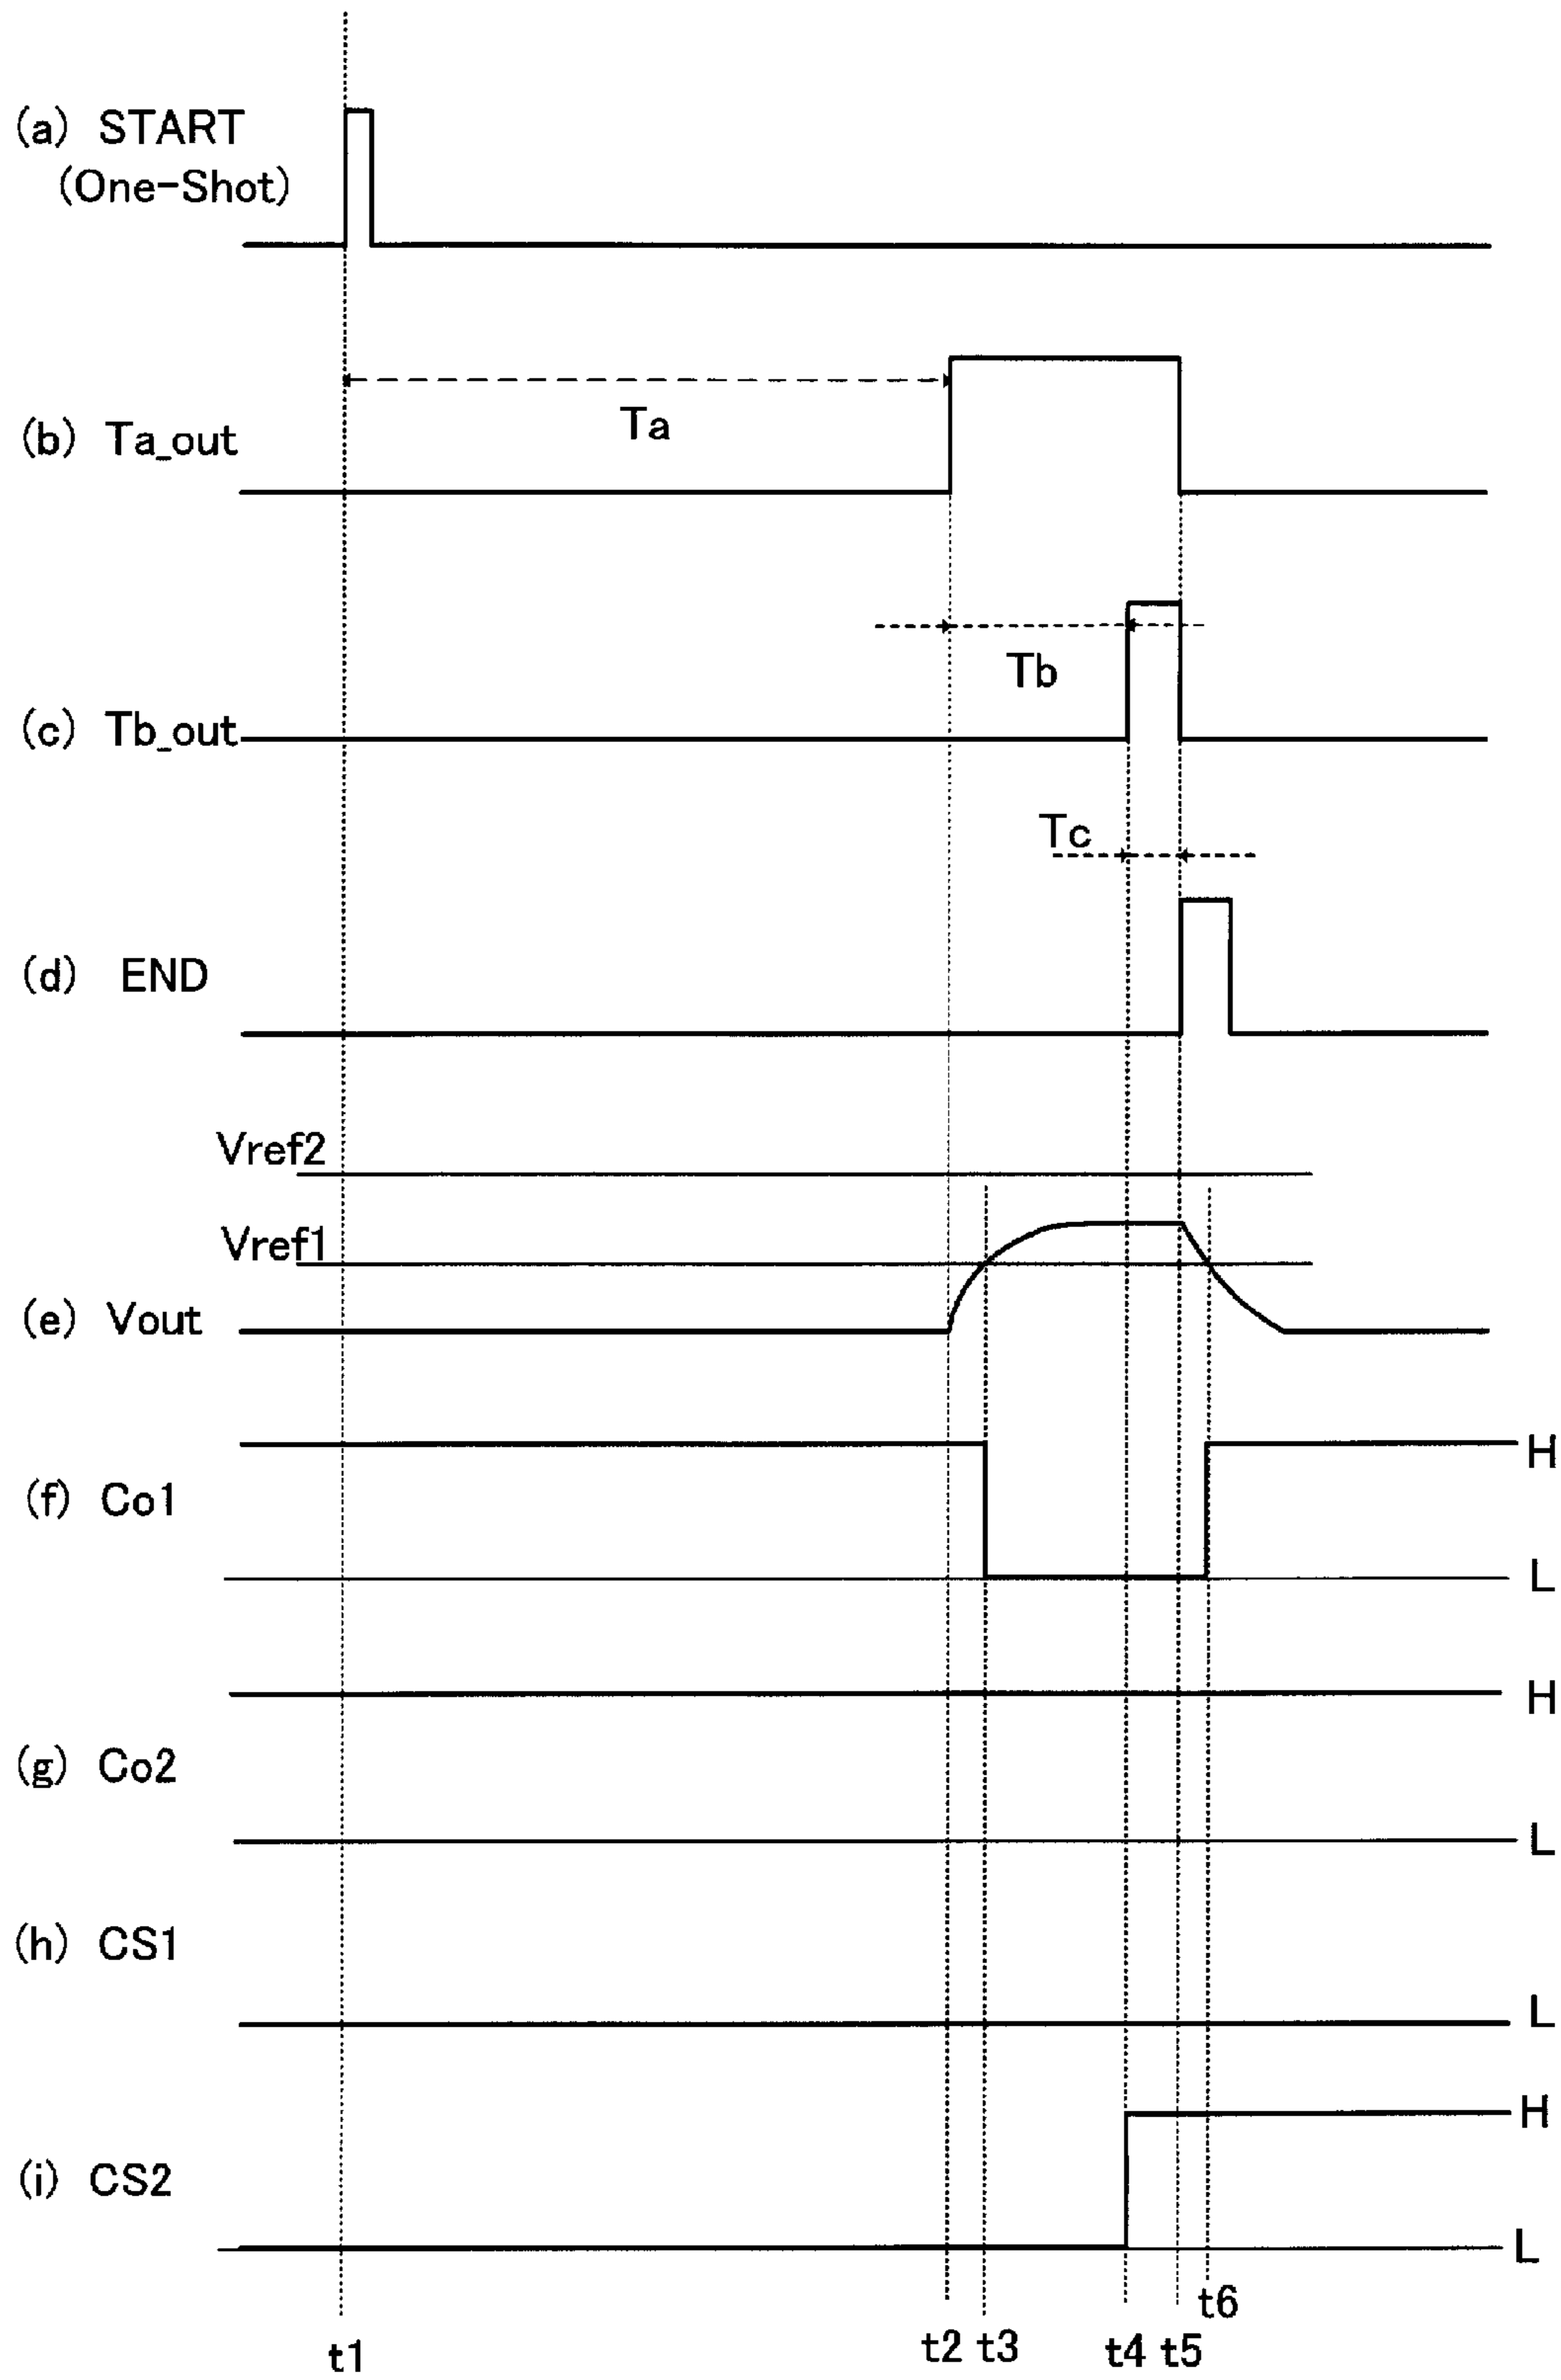 (a) START
(One-Shot)
Ta
(b) Ta_out
Tb
(c) Tb_out
Tc
(d) END
Vref2
Vref1
(e) Vout
H
(f) Co1
L
H
(g) Co2
L
(h) CS1
L
H
(i) CS2
L
t6
t1 t2 t3 t4 t5